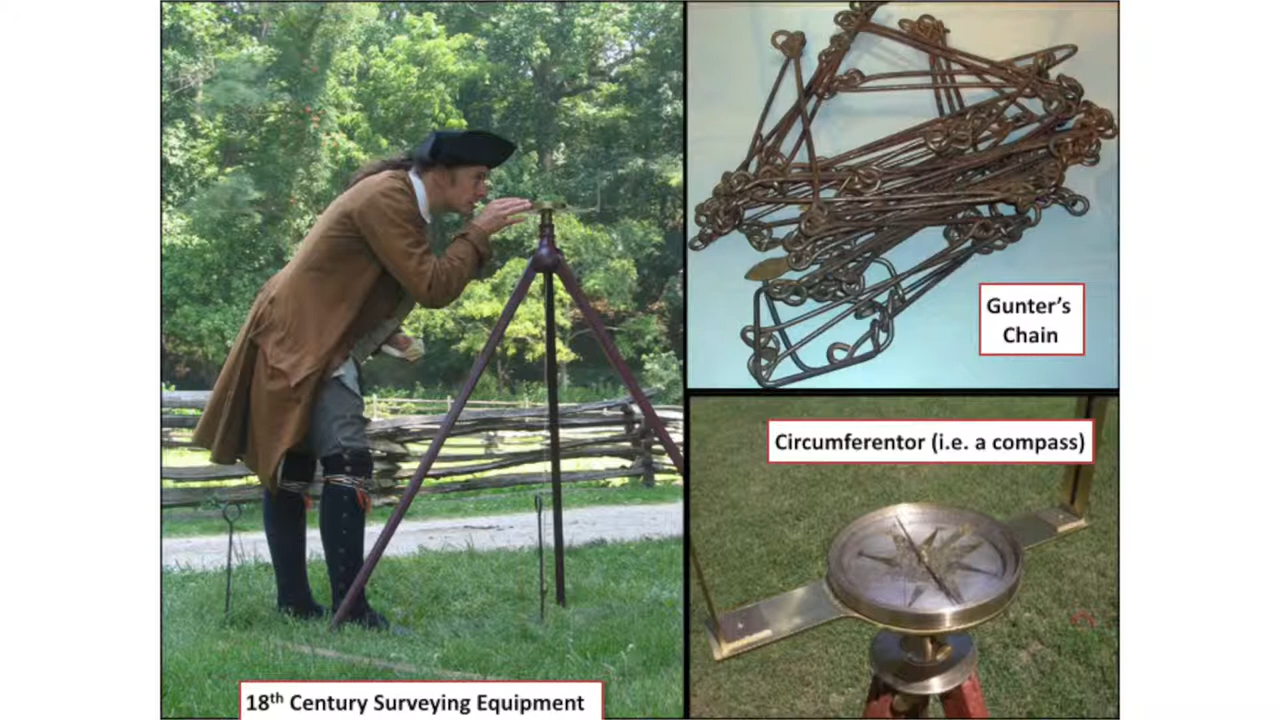 Gunter's
Chain
Circumferentor (i.e. a compass)
18th Century Surveying Equipment